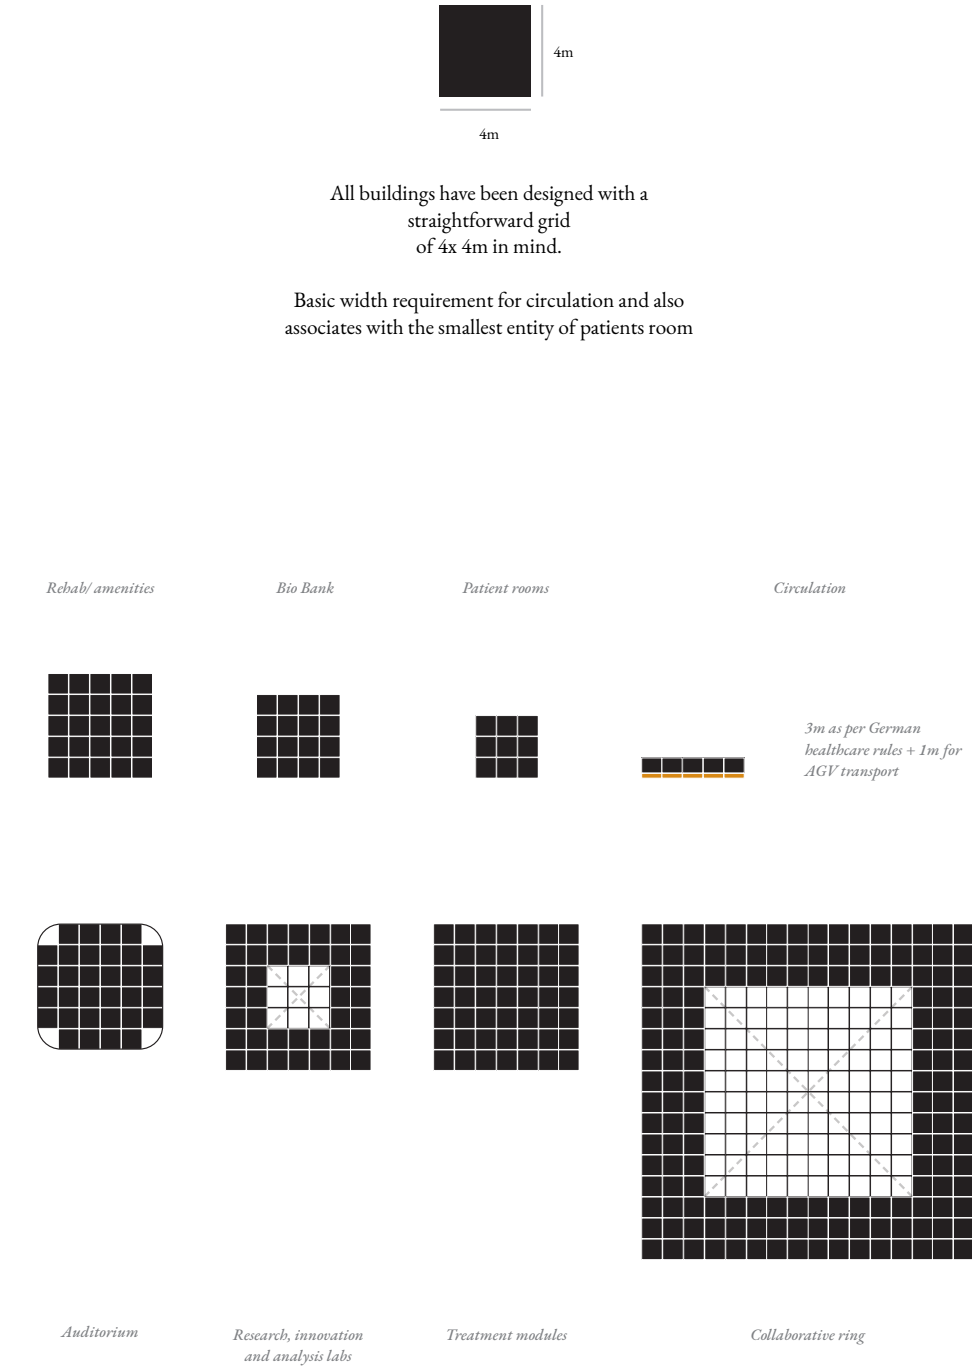 4m
4m
All buildings have been designed with a
straightforward grid
of 4x 4m in mind.
Basic width requirement for circulation and also
associates with the smallest entity of patients room
Rehab/ amenities
Bio Bank
Patient rooms
Circulation
3m as per German
healthcare rules + 1m for
AGV transport
Auditorium
Research, innovation
and analysis labs
Treatment modules
Collaborative ring